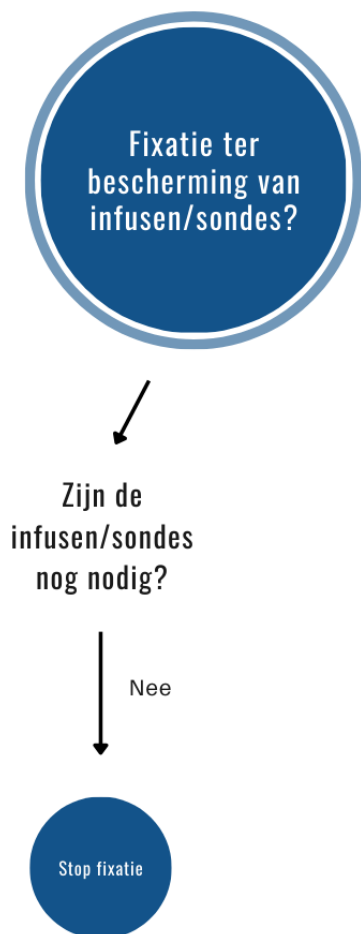 Fixatie ter
bescherming van
infusen/sondes?
Zijn de
infusen/sondes
nog nodig?
Nee
Stop fixatie